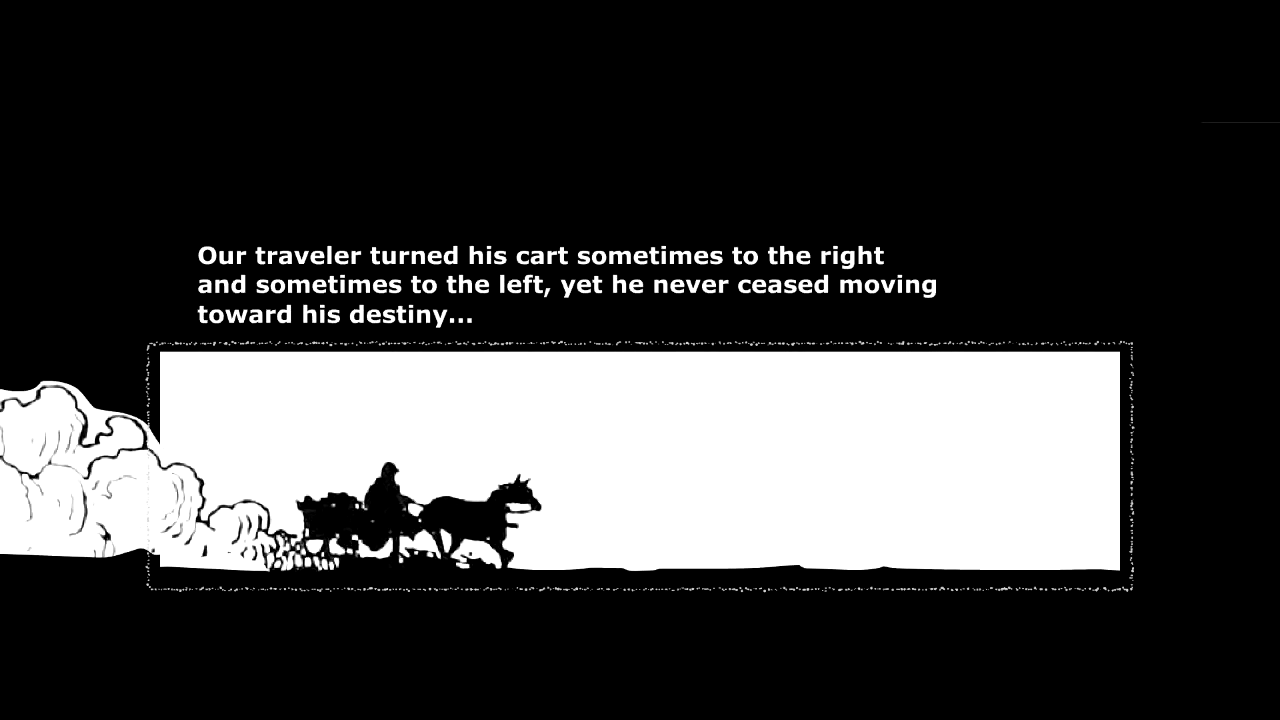 Our traveler turned his cart sometimes to the right
and sometimes to the left, yet he never ceased moving
toward his destiny...